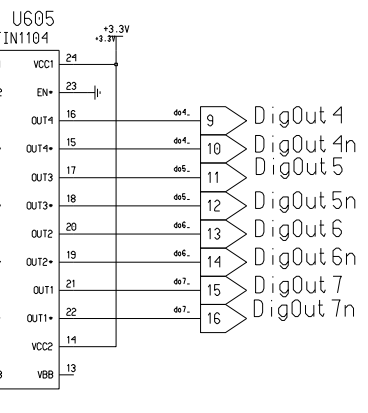 U605
TIN1104
+3.3V
+3.3V
VCC1 24
EN* 23
OUT4 16 do4_ 9 DigOut 4
OUT4* 15 do4_ 10 DigOut 4n
OUT3 17 do5_ 11 DigOut 5
OUT3* 18 do5_ 12 DigOut 5n
OUT2 20 do6_ 13 DigOut 6
OUT2* 19 do6_ 14 DigOut 6n
OUT1 21 do7_ 15 DigOut 7
OUT1* 22 do7_ 16 DigOut 7n
VCC2 14
VBB 13